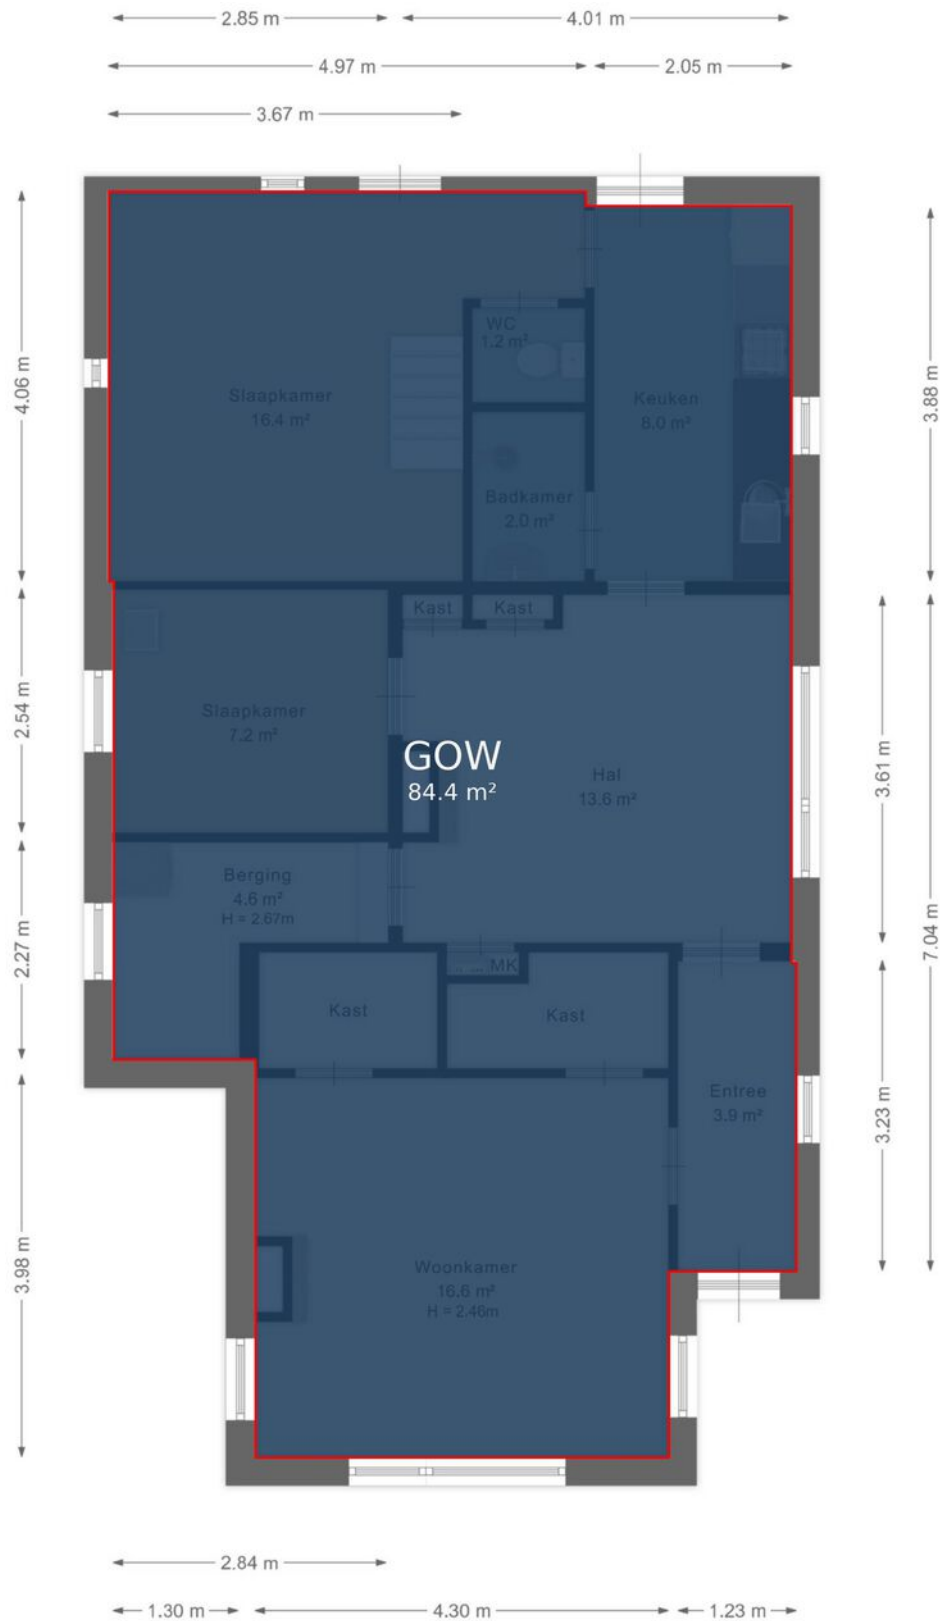 2.85 m
4.01 m
4.97 m
2.05 m
3.67 m
4.06 m
3.88 m
WC
1.2 m²
Slaapkamer
16.4 m²
Keuken
8.0 m²
Badkamer
2.0 m²
Kast
Kast
2.54 m
Slaapkamer
7.2 m²
GOW
84.4 m²
Hal
13.6 m²
3.61 m
7.04 m
Berging
4.6 m²
H = 2.67m
2.27 m
... MK
Kast
Kast
Entree
3.9 m²
3.23 m
3.98 m
Woonkamer
16.6 m²
H = 2.46m
2.84 m
1.30 m
4.30 m
1.23 m